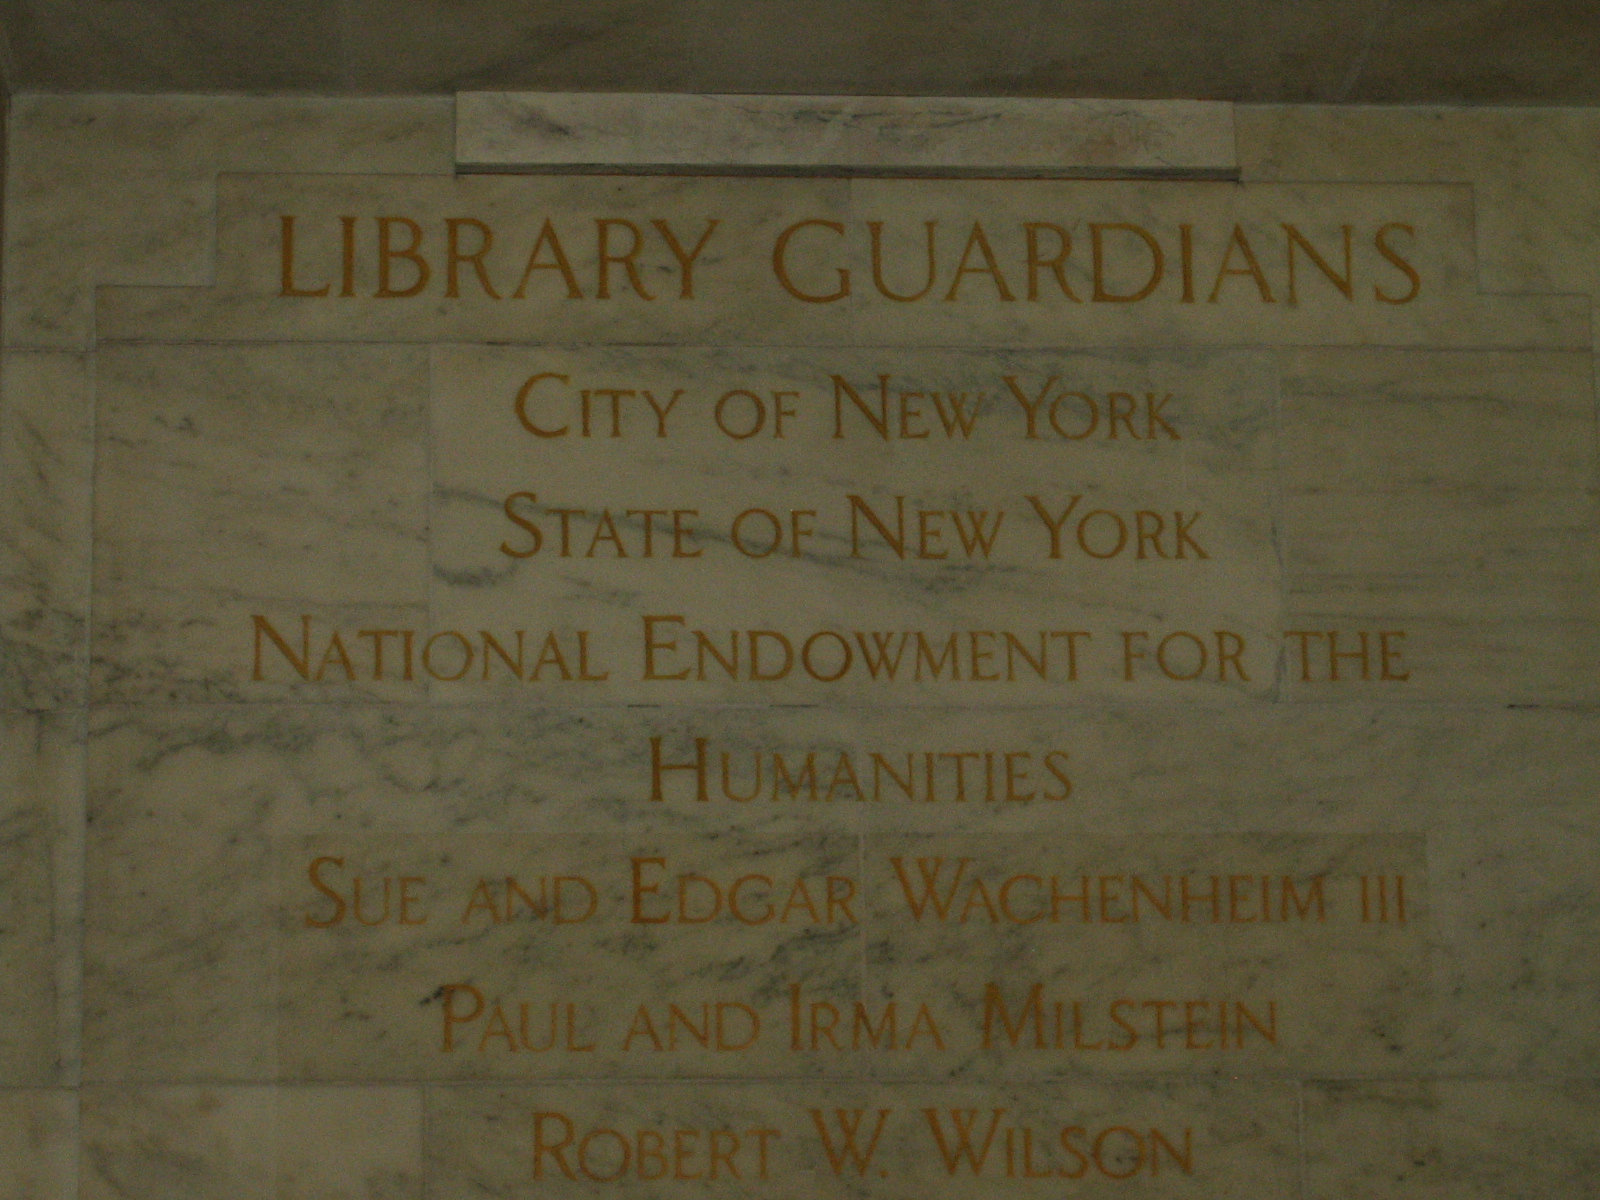 LIBRARY GUARDIANS
CITY OF NEW YORK
STATE OF NEW YORK
NATIONAL ENDOWMENT FOR THE
HUMANITIES
SUE AND EDGAR WACHENHEIM III
PAUL AND IRMA MILSTEIN
ROBERT W. WILSON